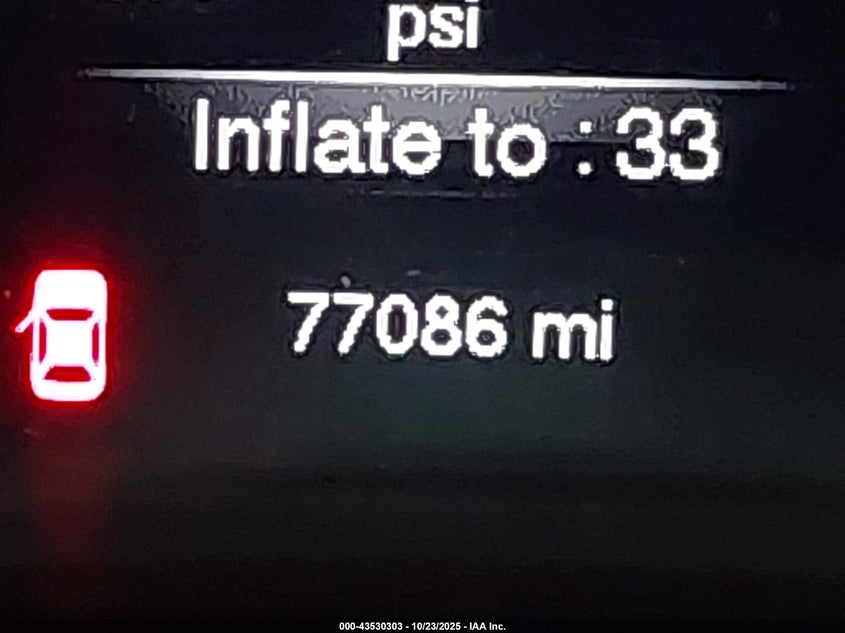 psi
Inflate to : 33
77086 mi
000-43530303 - 10/23/2025 - IAA Inc.